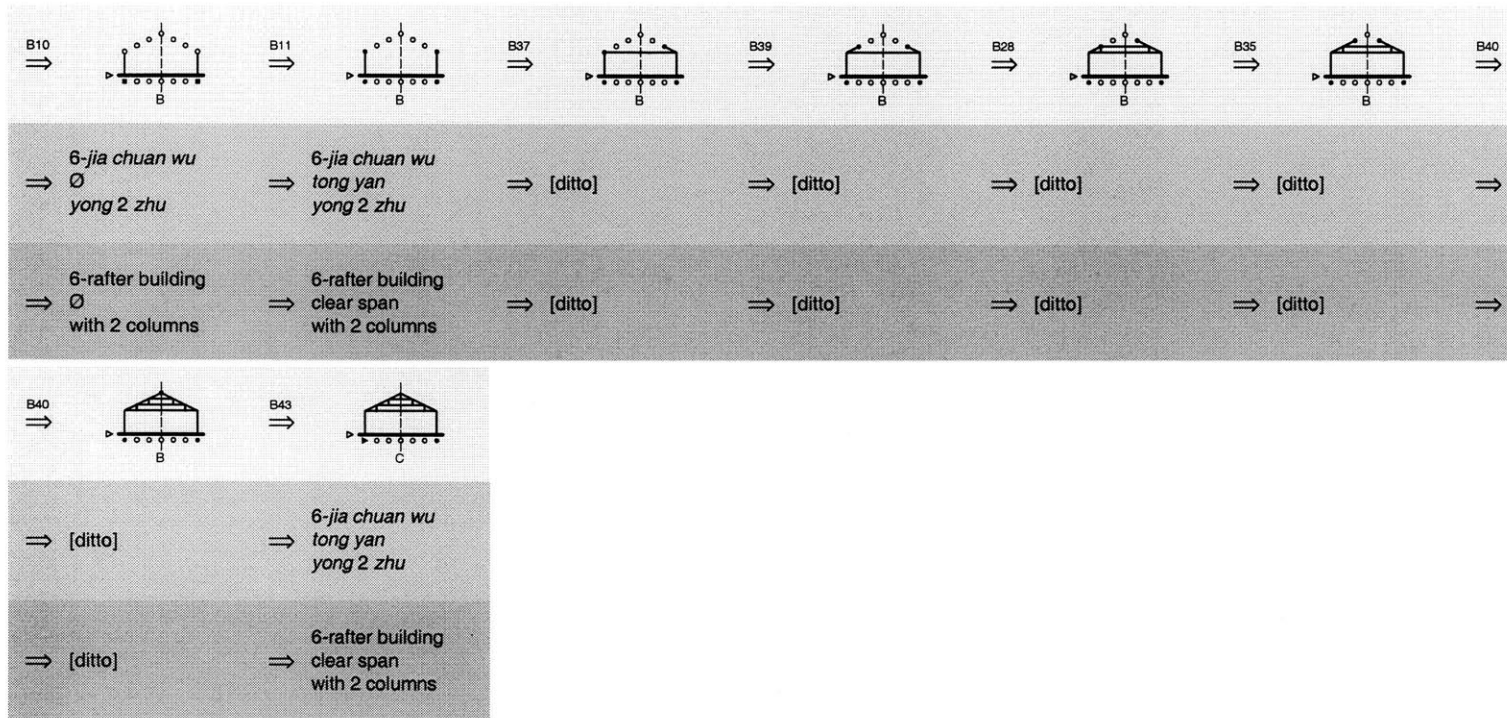 B10 B11 B37 B39 B28 B35 B40
B B B B B B
⇒ 6-jia chuan wu
Ø
yong 2 zhu
⇒ 6-jia chuan wu
tong yan
yong 2 zhu
⇒ [ditto] ⇒ [ditto] ⇒ [ditto] ⇒ [ditto] ⇒
⇒ 6-rafter building
Ø
with 2 columns
⇒ 6-rafter building
clear span
with 2 columns
⇒ [ditto] ⇒ [ditto] ⇒ [ditto] ⇒ [ditto] ⇒
B40 B43
B C
⇒ [ditto]
⇒ 6-jia chuan wu
tong yan
yong 2 zhu
⇒ [ditto]
⇒ 6-rafter building
clear span
with 2 columns